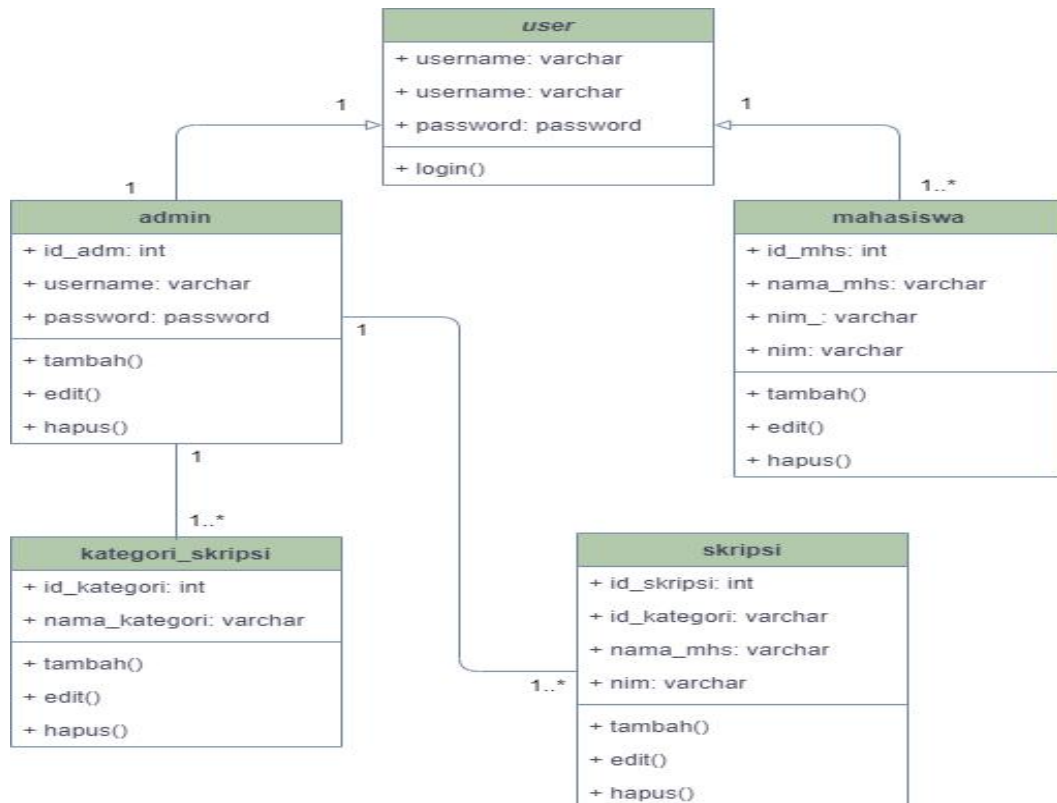 user
+ username: varchar
+ username: varchar
+ password: password
+ login()
1
1
1
1..*
admin
+ id_adm: int
+ username: varchar
+ password: password
+ tambah()
+ edit()
+ hapus()
mahasiswa
+ id_mhs: int
+ nama_mhs: varchar
+ nim_: varchar
+ nim: varchar
+ tambah()
+ edit()
+ hapus()
1
1
1..*
1..*
kategori_skripsi
+ id_kategori: int
+ nama_kategori: varchar
+ tambah()
+ edit()
+ hapus()
skripsi
+ id_skripsi: int
+ id_kategori: varchar
+ nama_mhs: varchar
+ nim: varchar
+ tambah()
+ edit()
+ hapus()